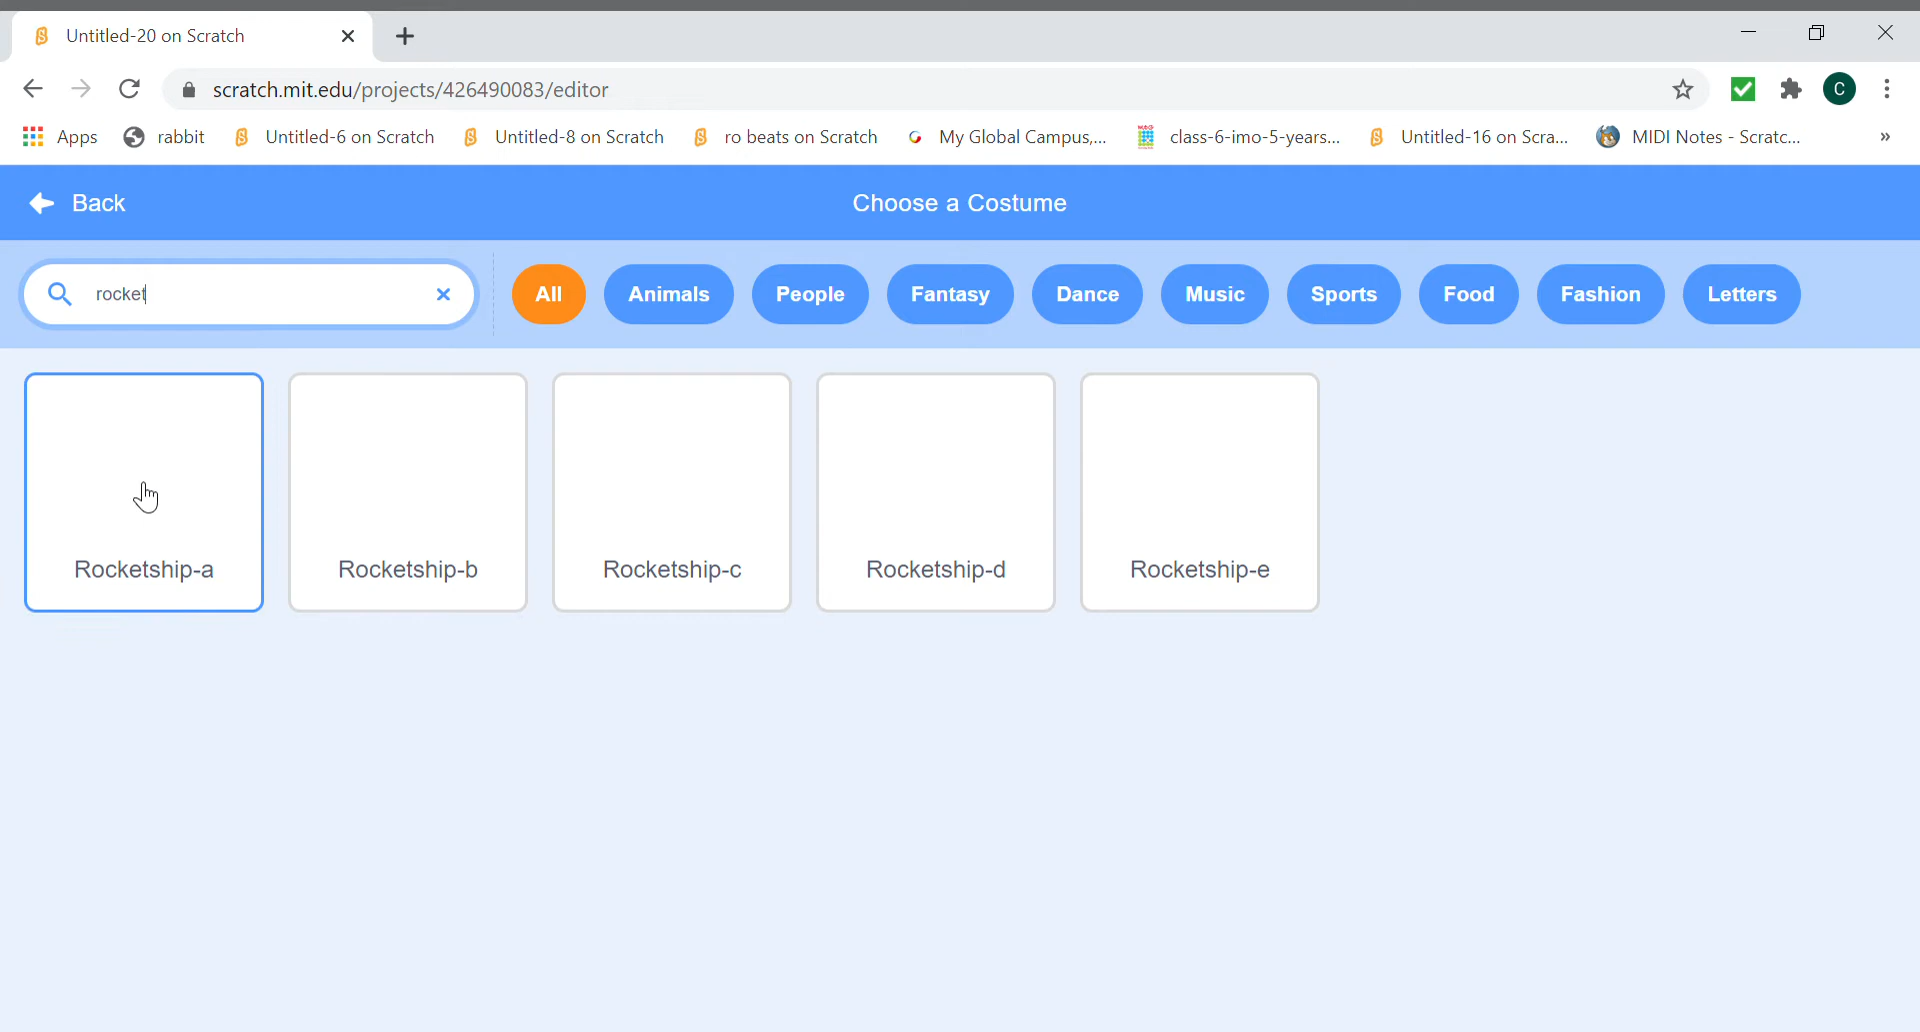 Untitled-20 on Scratch
scratch.mit.edu/projects/426490083/editor
C
Apps rabbit Untitled-6 on Scratch Untitled-8 on Scratch ro beats on Scratch My Global Campus,... class-6-imo-5-years... Untitled-16 on Scra... MIDI Notes - Scratc... »
Back Choose a Costume
rocket All Animals People Fantasy Dance Music Sports Food Fashion Letters
Rocketship-a Rocketship-b Rocketship-c Rocketship-d Rocketship-e